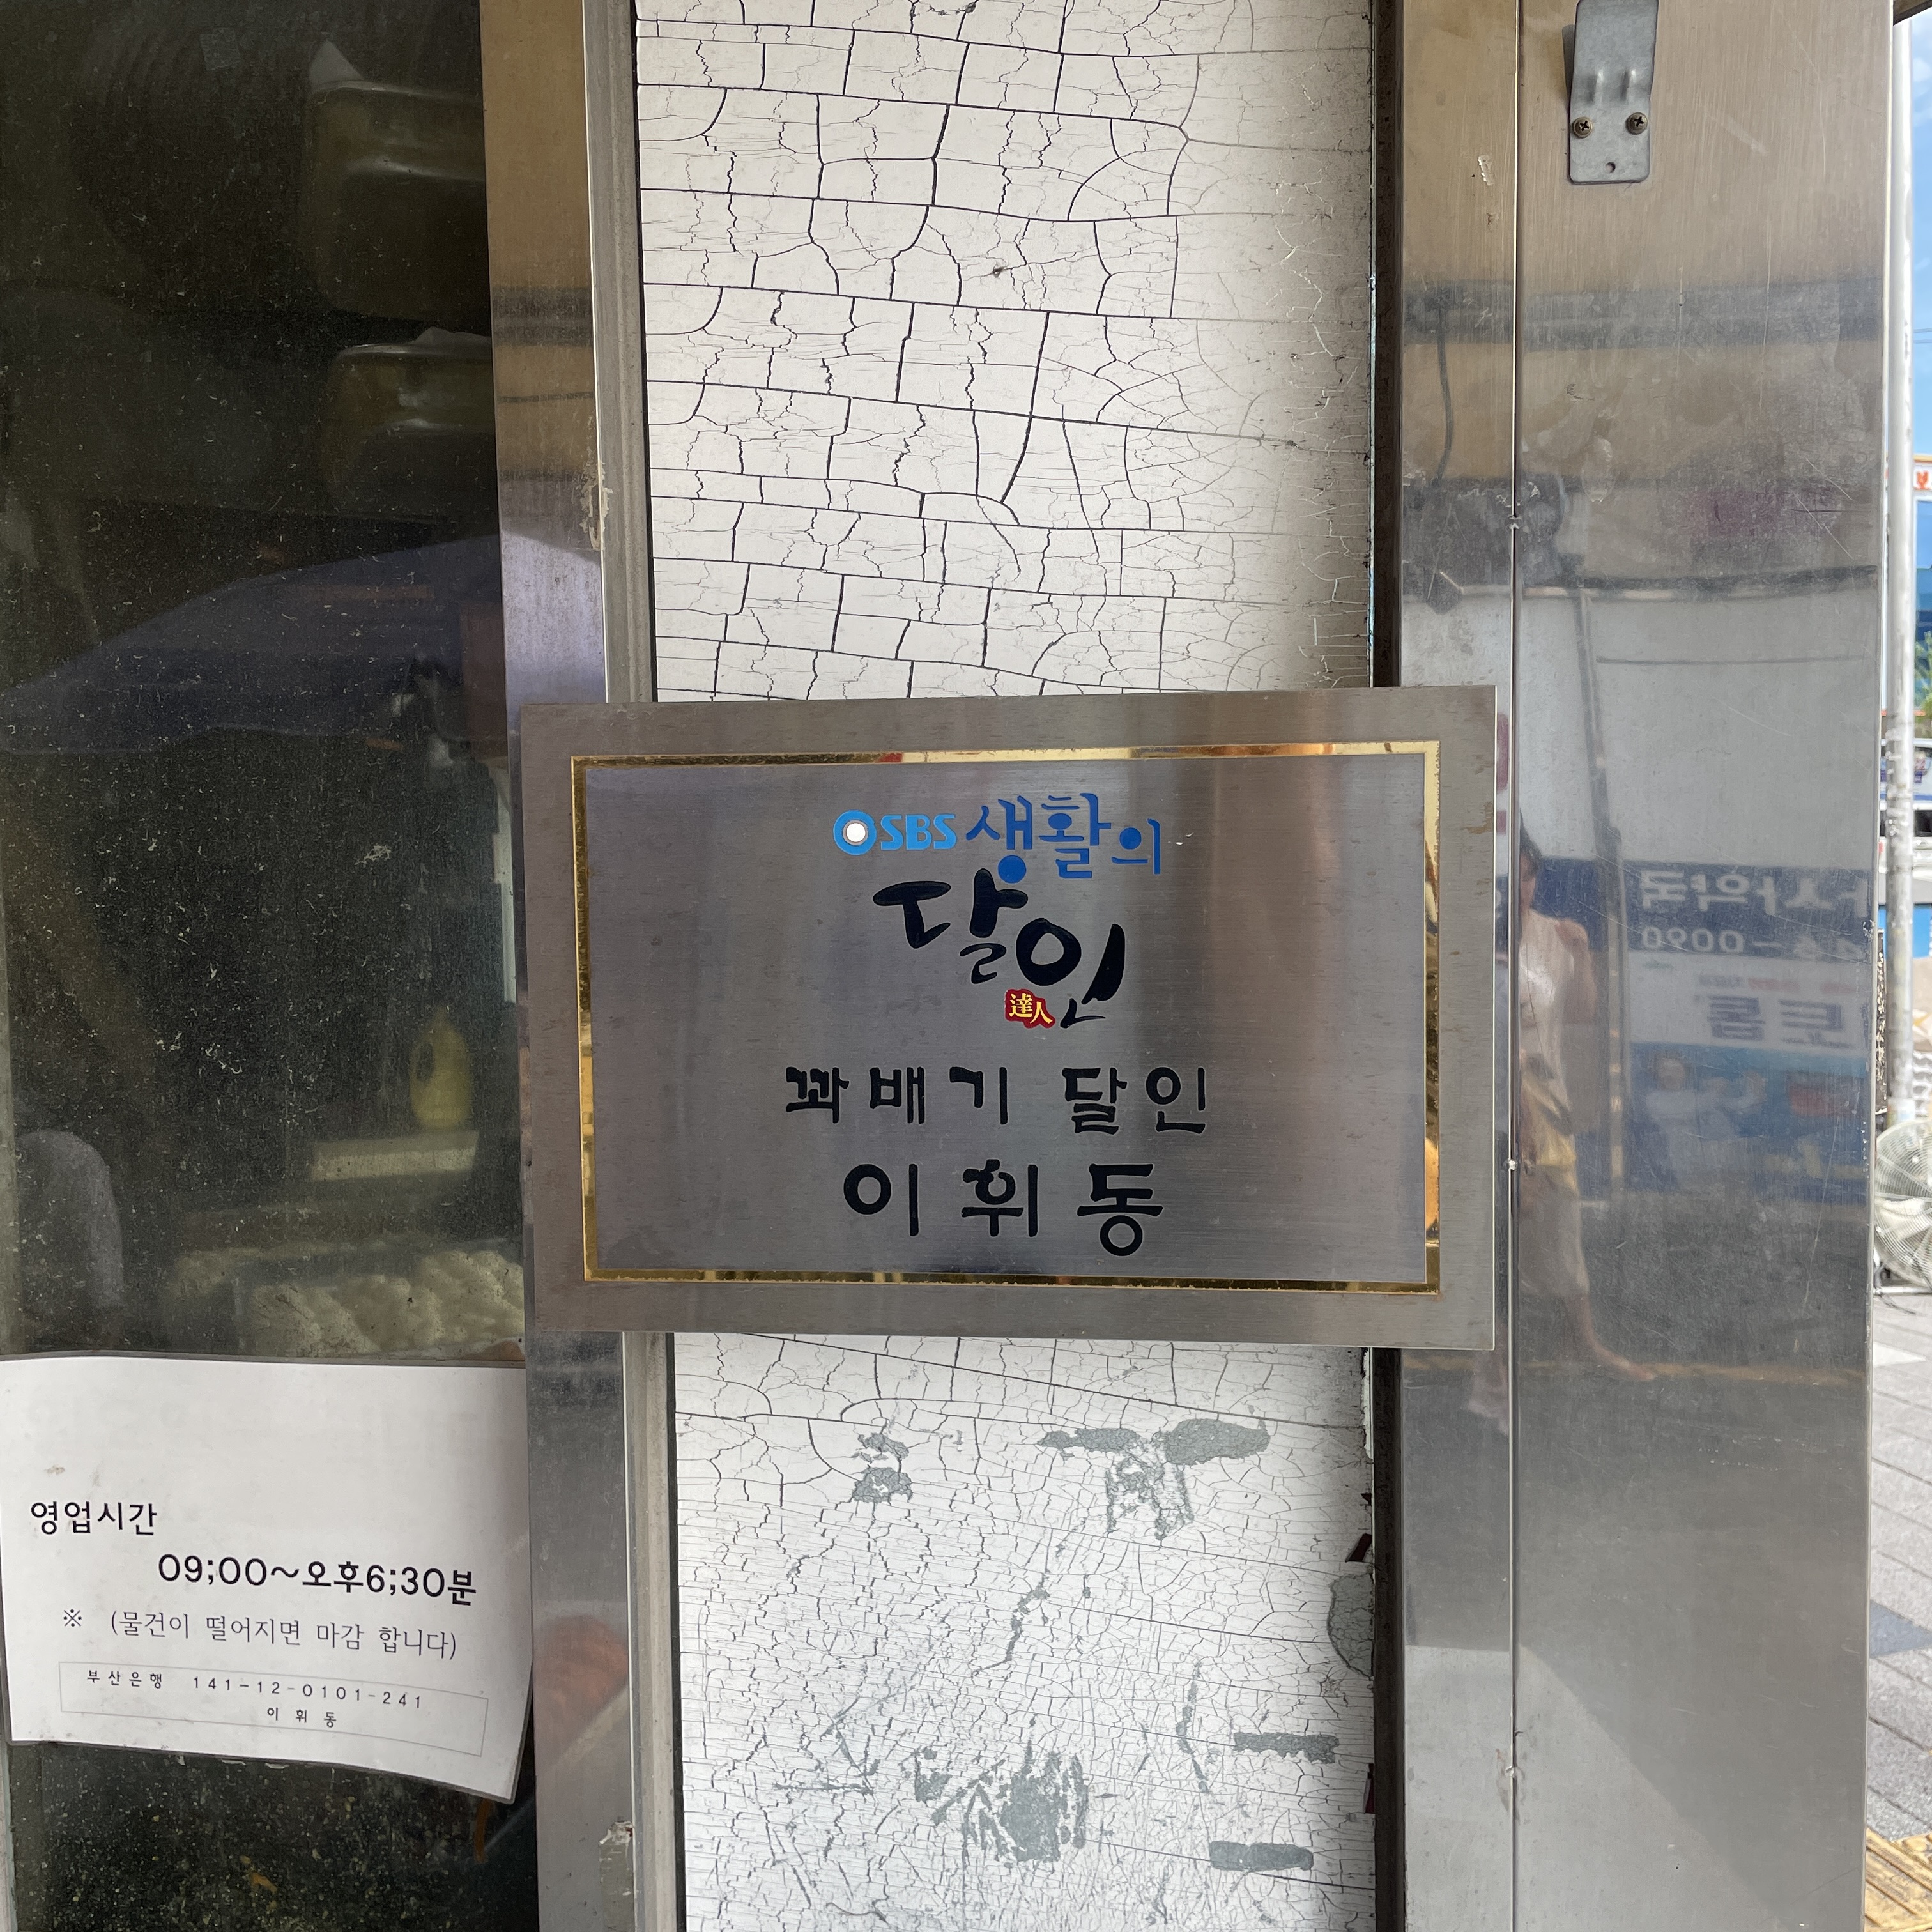 SBS 생활의
달인
達人
꽈배기 달인
이휘동
영업시간
09;00~오후6;30분
※ (물건이 떨어지면 마감 합니다)
부산은행 141-12-0101-241
이휘동